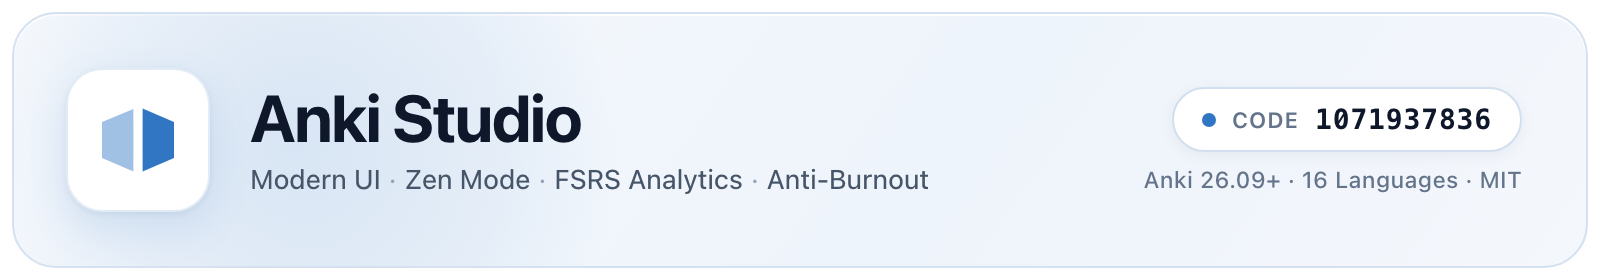 Anki Studio
Modern UI · Zen Mode · FSRS Analytics · Anti-Burnout
CODE 1071937836
Anki 26.09+ · 16 Languages · MIT